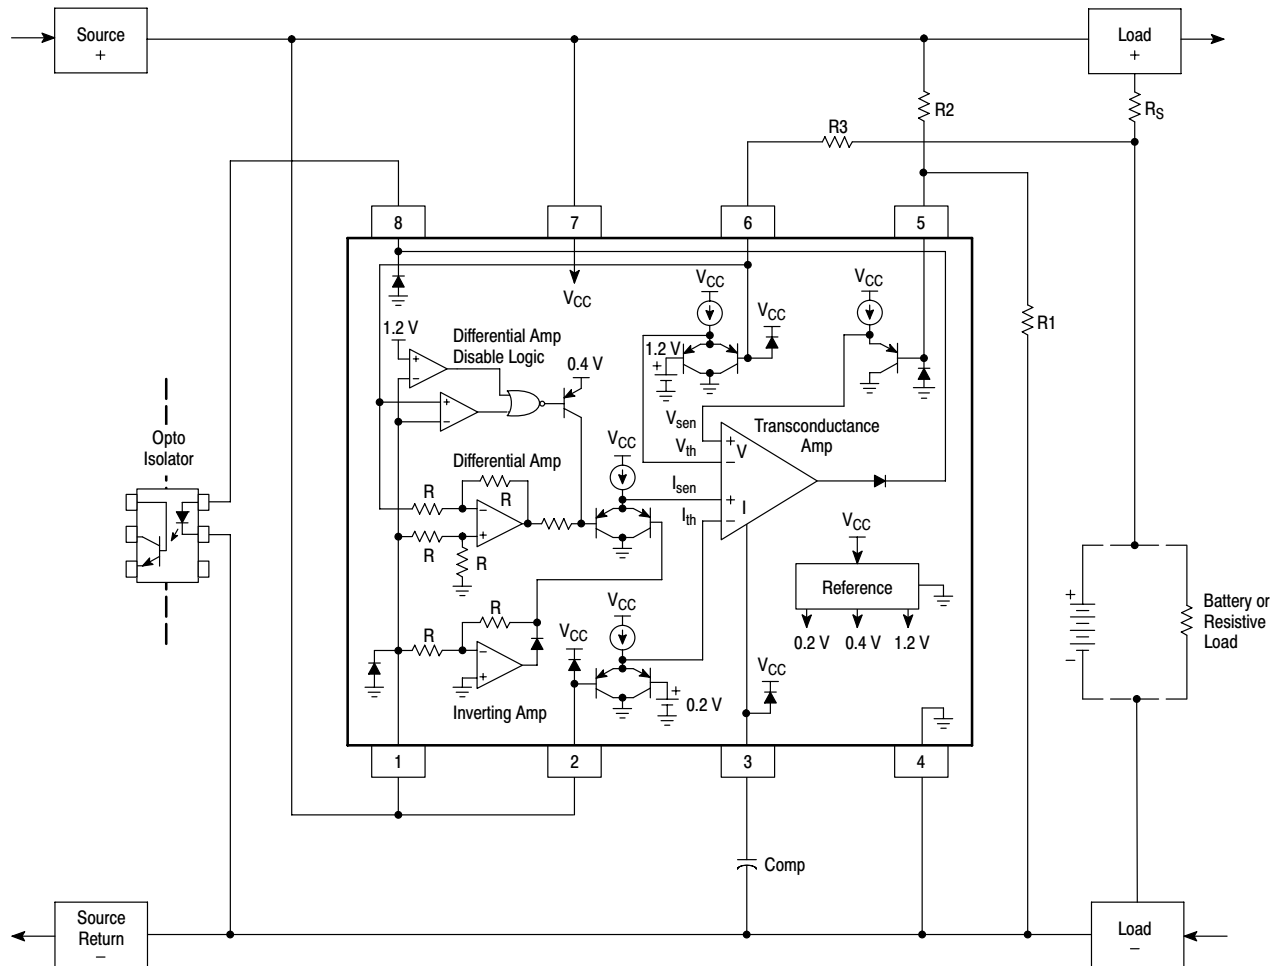 Source
+
Load
+
R2
RS
R3
8
7
6
5
VCC
VCC
VCC
VCC
1.2 V
Differential Amp
Disable Logic
0.4 V
1.2 V
+
R1
+
−
+
−
Vsen
Vth
Isen
Ith
+
V
−
+
I
−
Transconductance
Amp
Opto
Isolator
Differential Amp
VCC
R
R
−
+
R
R
VCC
Reference
0.2 V
0.4 V
1.2 V
+
−
Battery or
Resistive
Load
R
R
−
+
Inverting Amp
VCC
VCC
+
0.2 V
VCC
1
2
3
4
Comp
Source
Return
−
Load
−